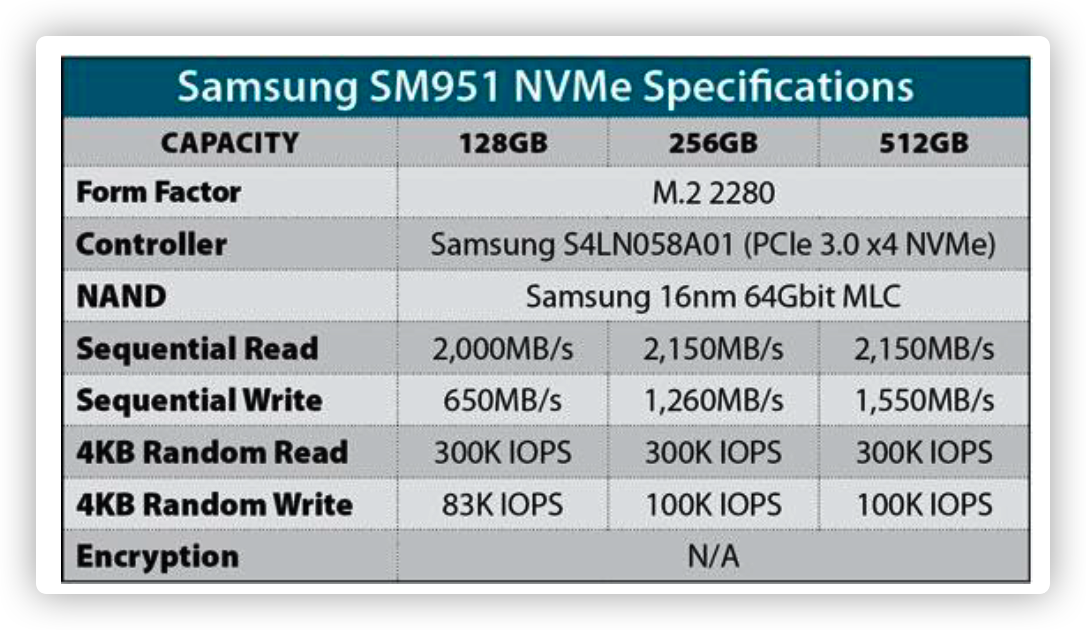 Samsung SM951 NVMe Specifications
CAPACITY 128GB 256GB 512GB
Form Factor M.2 2280
Controller Samsung S4LN058A01 (PCIe 3.0 x4 NVMe)
NAND Samsung 16nm 64Gbit MLC
Sequential Read 2,000MB/s 2,150MB/s 2,150MB/s
Sequential Write 650MB/s 1,260MB/s 1,550MB/s
4KB Random Read 300K IOPS 300K IOPS 300K IOPS
4KB Random Write 83K IOPS 100K IOPS 100K IOPS
Encryption N/A